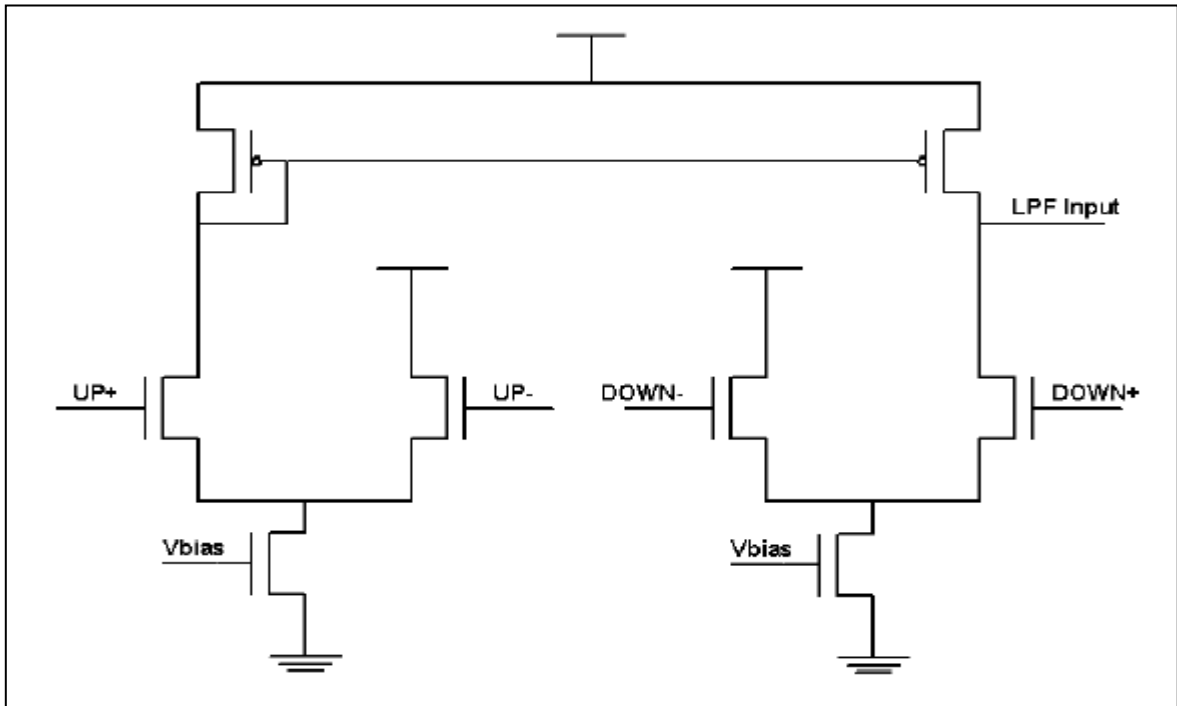 LPF Input
UP+
UP-
DOWN-
DOWN+
Vbias
Vbias